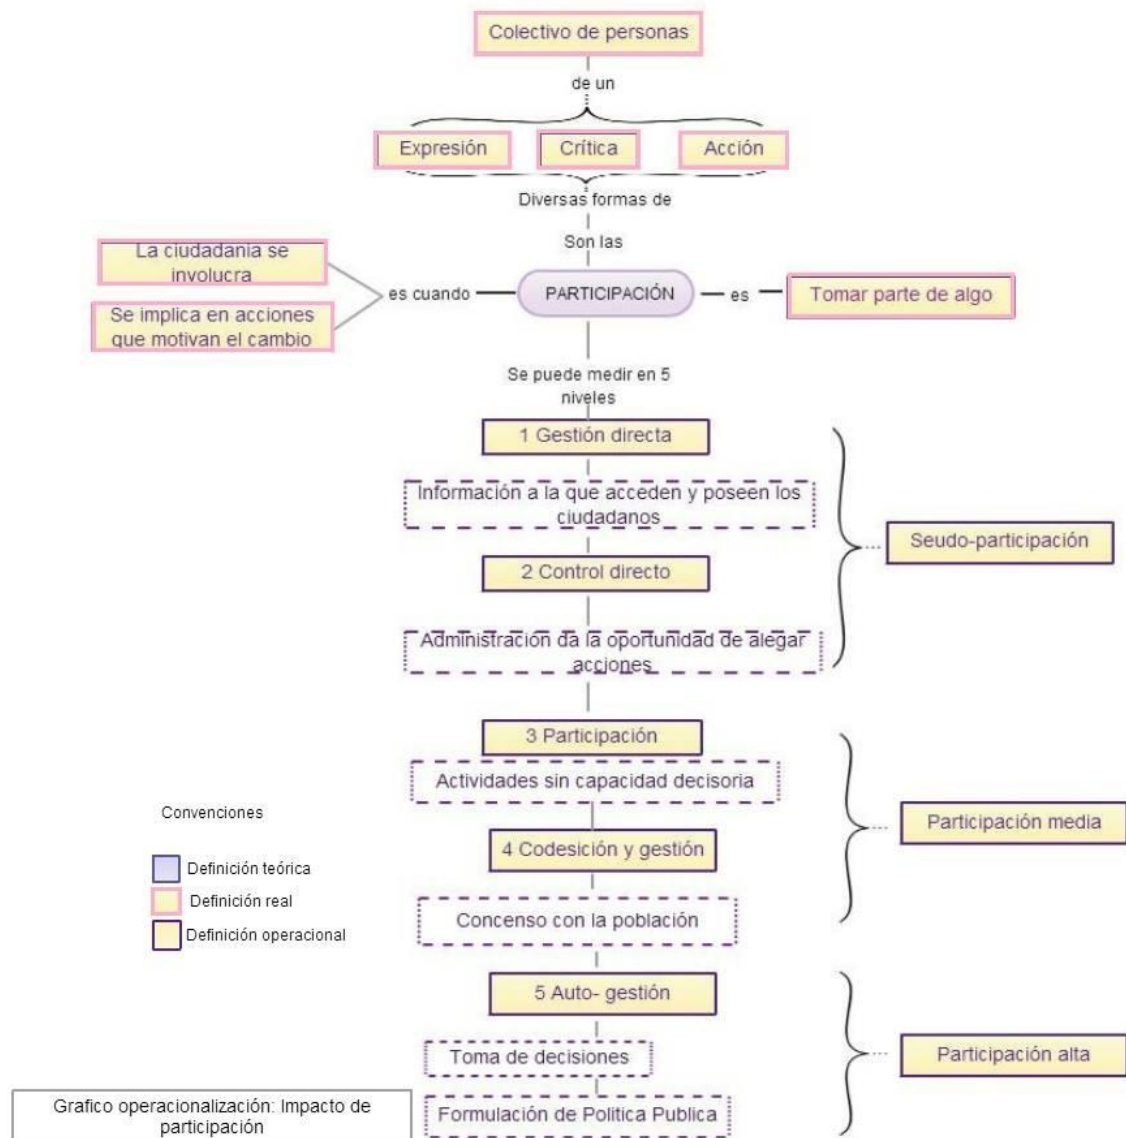 Colectivo de personas
de un
Expresión
Crítica
Acción
Diversas formas de
Son las
La ciudadanía se
involucra
Se implica en acciones
que motivan el cambio
es cuando
PARTICIPACIÓN
es
Tomar parte de algo
Se puede medir en 5
niveles
1 Gestión directa
Información a la que acceden y poseen los
ciudadanos
2 Control directo
Administración da la oportunidad de alegar
acciones
Seudo-participación
3 Participación
Actividades sin capacidad decisoria
4 Codesición y gestión
Concenso con la población
Participación media
5 Auto- gestión
Toma de decisiones
Formulación de Politica Publica
Participación alta
Convenciones
Definición teórica
Definición real
Definición operacional
Grafico operacionalización: Impacto de
participación